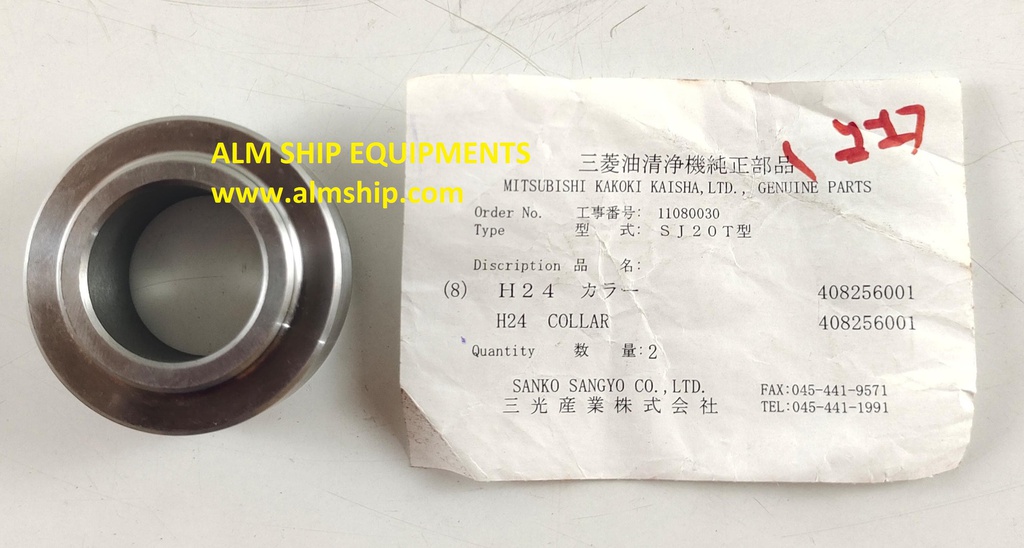 ALM SHIP EQUIPMENTS
www.almship.com
三菱油清浄機純正部品
MITSUBISHI KAKOKI KAISHA,LTD., GENUINE PARTS
Order No. 工事番号: 11080030
Type 型 式: SJ20T型
Discription 品 名:
(8) H24 カラー 408256001
H24 COLLAR 408256001
Quantity 数 量:2
SANKO SANGYO CO.,LTD. FAX:045-441-9571
三光産業株式会社 TEL:045-441-1991